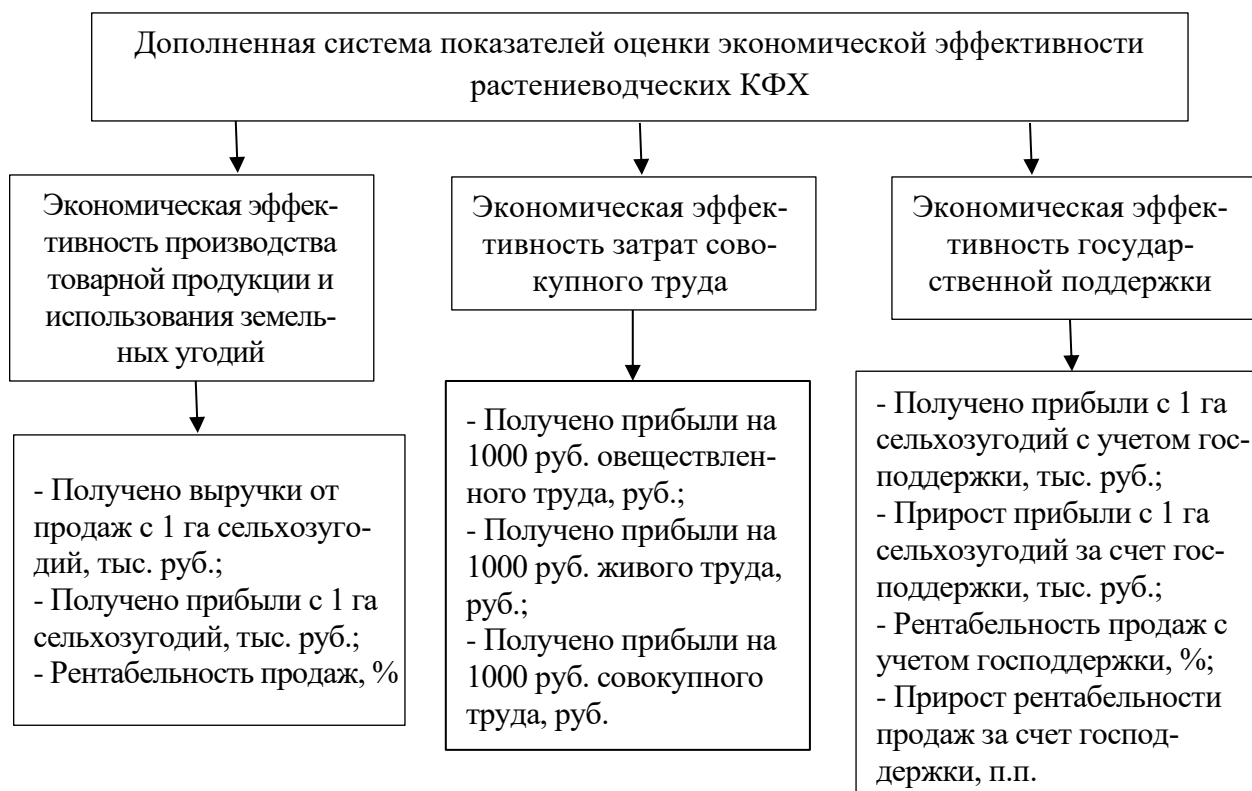 Дополненная система показателей оценки экономической эффективности
растениеводческих КФХ
Экономическая эффек-
тивность производства
товарной продукции и
использования земель-
ных угодий
Экономическая эффек-
тивность затрат сово-
купного труда
Экономическая эффек-
тивность государ-
ственной поддержки
- Получено выручки от
продаж с 1 га сельхозуго-
дий, тыс. руб.;
- Получено прибыли с 1 га
сельхозугодий, тыс. руб.;
- Рентабельность продаж, %
- Получено прибыли на
1000 руб. овеществлен-
ного труда, руб.;
- Получено прибыли на
1000 руб. живого труда,
руб.;
- Получено прибыли на
1000 руб. совокупного
труда, руб.
- Получено прибыли с 1 га
сельхозугодий с учетом гос-
поддержки, тыс. руб.;
- Прирост прибыли с 1 га
сельхозугодий за счет гос-
поддержки, тыс. руб.;
- Рентабельность продаж с
учетом господдержки, %;
- Прирост рентабельности
продаж за счет господ-
держки, п.п.